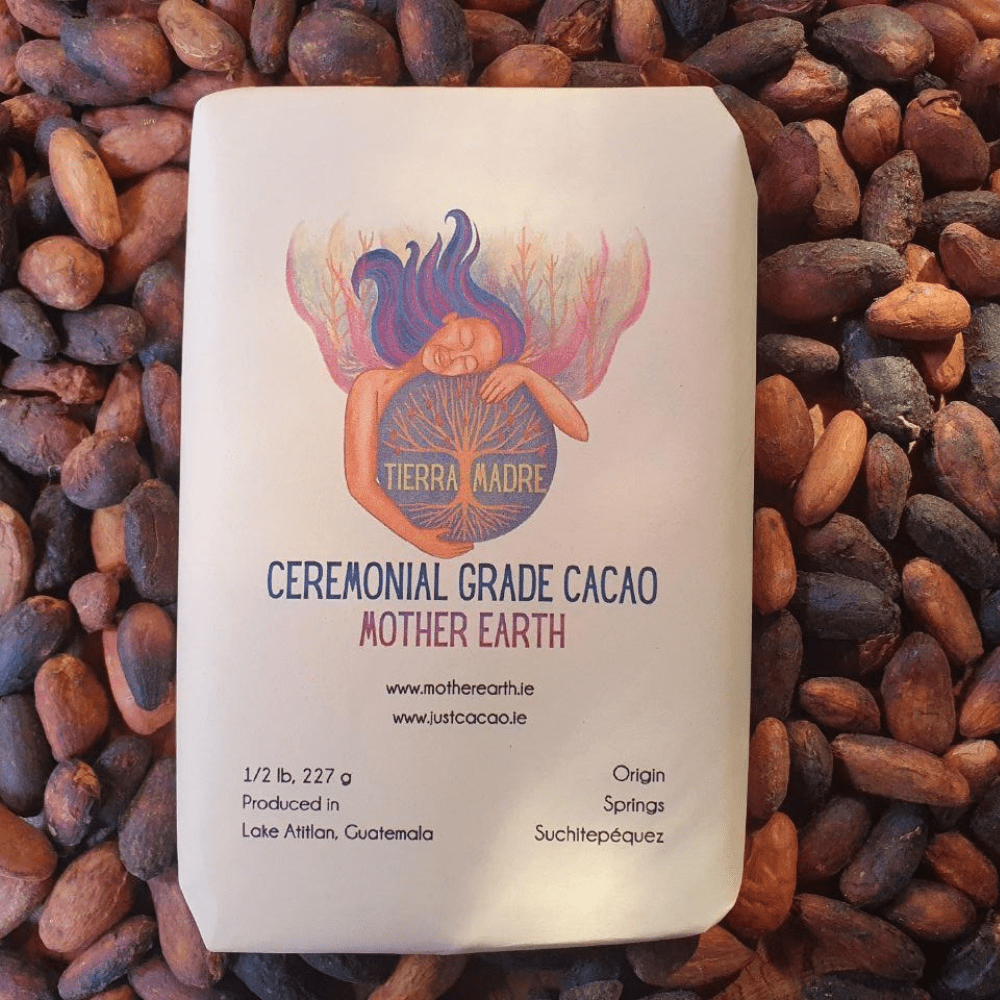 TIERRA MADRE
CEREMONIAL GRADE CACAO
MOTHER EARTH
www.motherearth.ie
www.justcacao.ie
1/2 lb, 227 g
Produced in
Lake Atitlan, Guatemala
Origin
Springs
Suchitepéquez